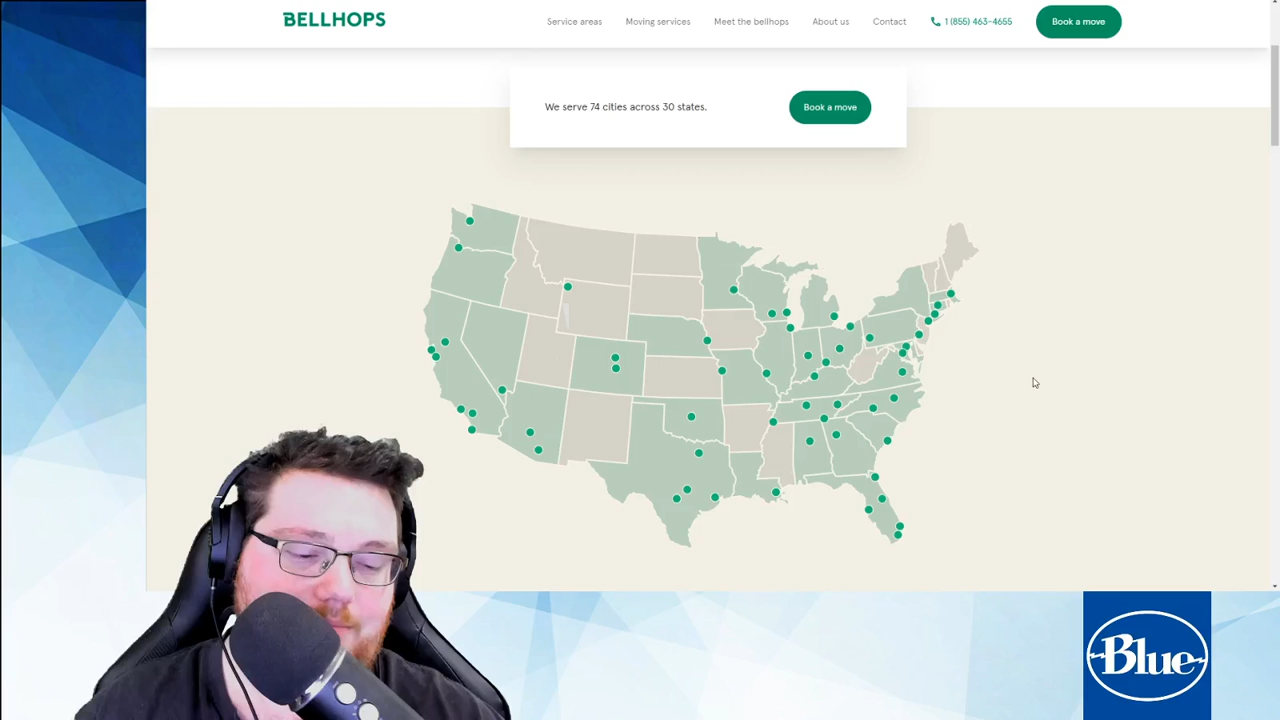 BELLHOPS
Service areas
Moving services
Meet the bellhops
About us
Contact
1 (855) 463-4655
Book a move
We serve 74 cities across 30 states.
Book a move
Blue